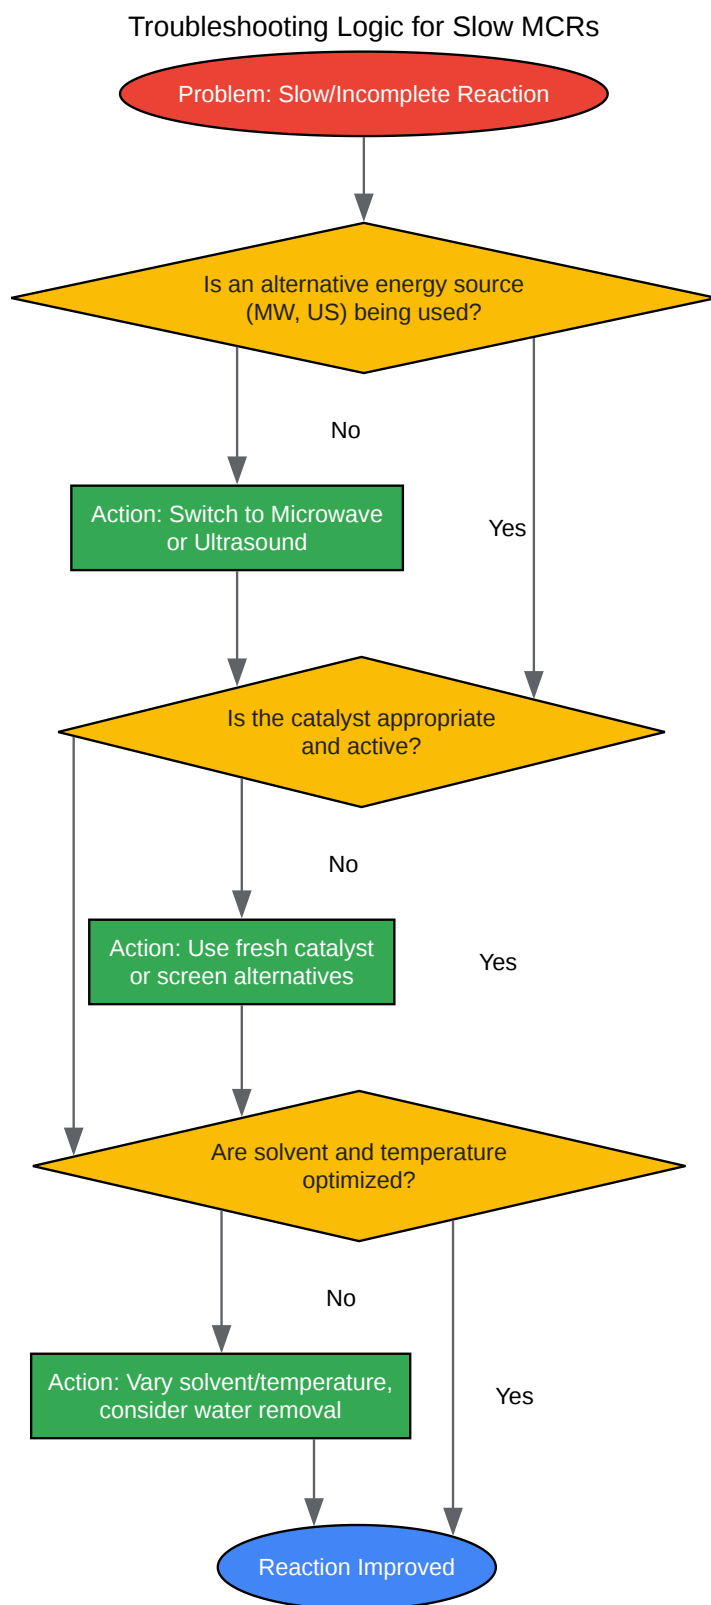 Troubleshooting Logic for Slow MCRs
Problem: Slow/Incomplete Reaction
Is an alternative energy source
(MW, US) being used?
No
Action: Switch to Microwave
or Ultrasound
Yes
Is the catalyst appropriate
and active?
No
Action: Use fresh catalyst
or screen alternatives
Yes
Are solvent and temperature
optimized?
No
Action: Vary solvent/temperature,
consider water removal
Yes
Reaction Improved